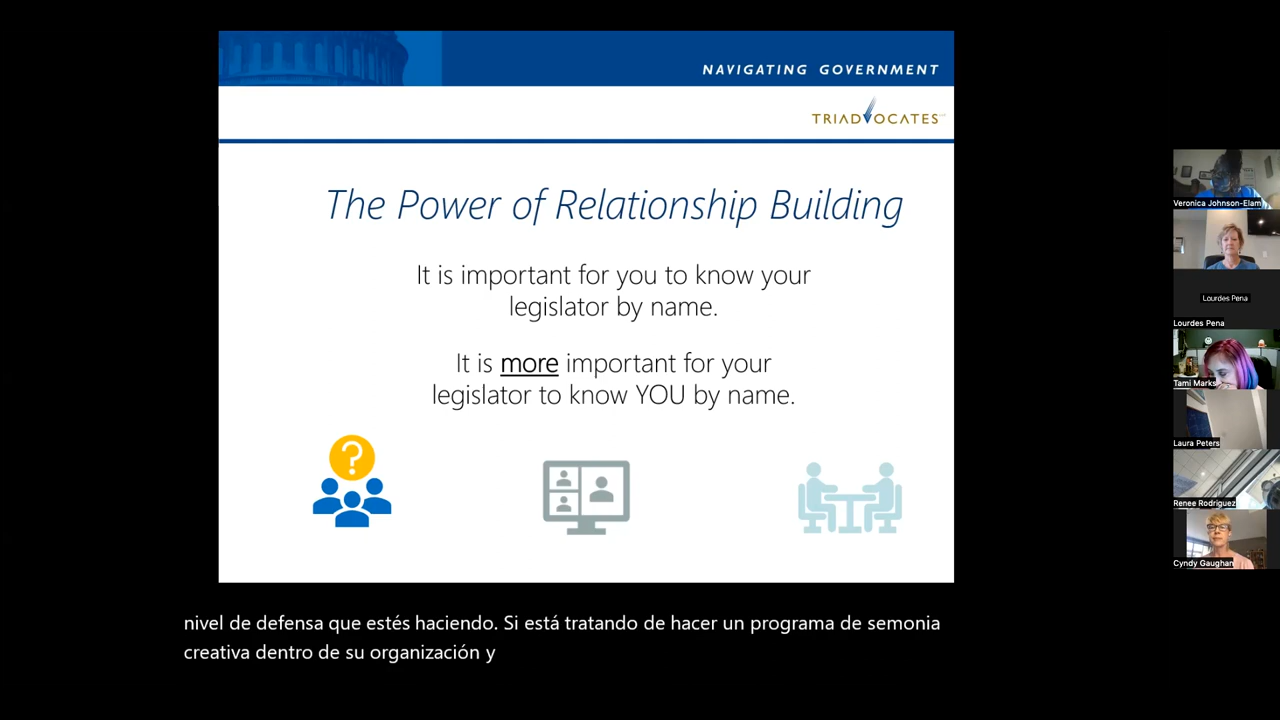 NAVIGATING GOVERNMENT
TRIADVOCATES
The Power of Relationship Building
It is important for you to know your
legislator by name.
It is more important for your
legislator to know YOU by name.
?
nivel de defensa que estés haciendo. Si está tratando de hacer un programa de semonia
creativa dentro de su organización y
Veronica Johnson-Elam
Lourdes Pena
Lourdes Pena
Tami Marks
Laura Peters
Renee Rodriguez
Cyndy Gaughan